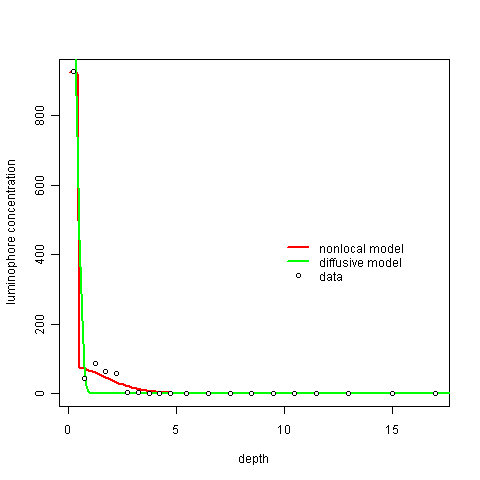 luminophore concentration
800
600
400
200
0
nonlocal model
diffusive model
data
0 5 10 15
depth